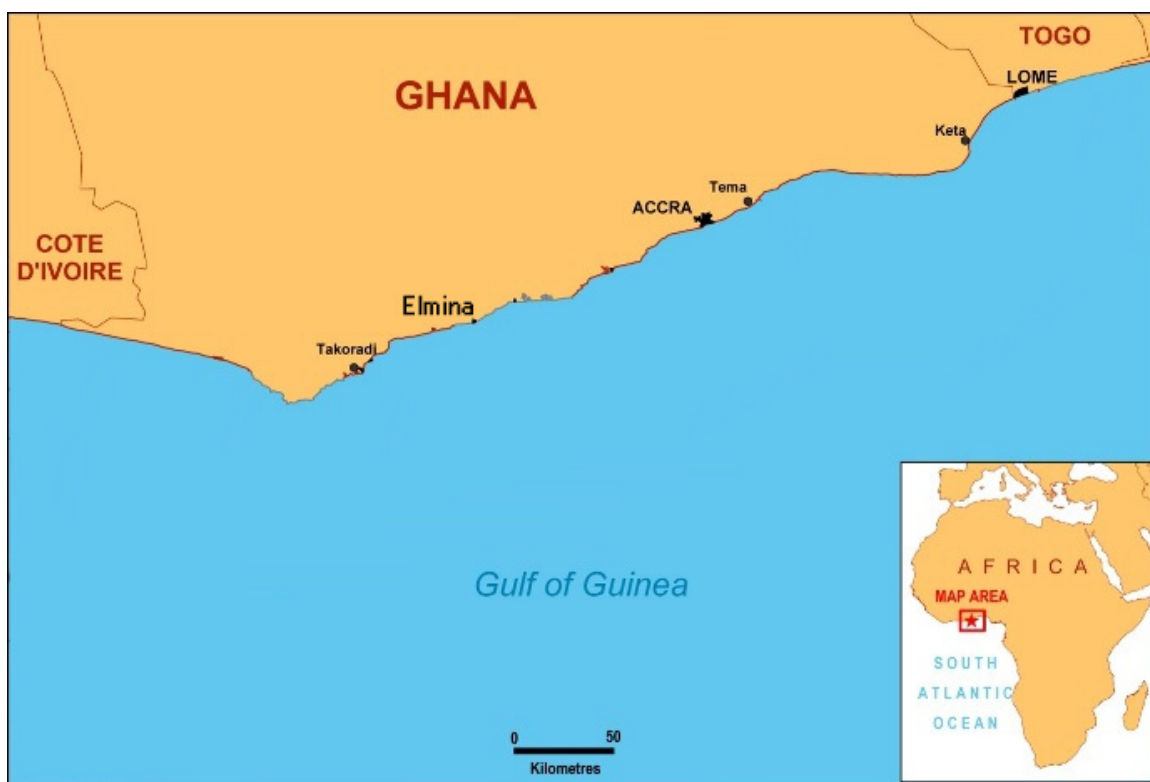 TOGO
LOME
GHANA
Keta
Tema
ACCRA
COTE
D'IVOIRE
Elmina
Takoradi
Gulf of Guinea
0 50
Kilometres
AFRICA
MAP AREA
SOUTH
ATLANTIC
OCEAN